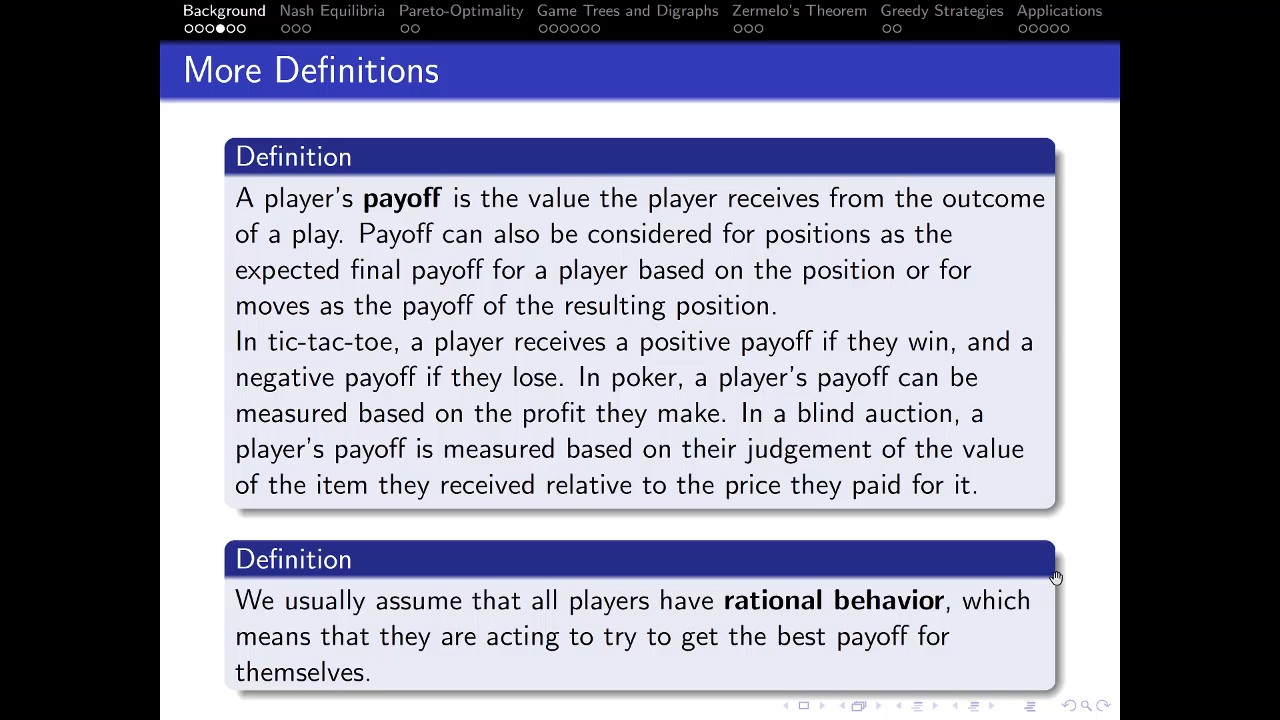 Background Nash Equilibria Pareto-Optimality Game Trees and Digraphs Zermelo's Theorem Greedy Strategies Applications
More Definitions
Definition
A player's payoff is the value the player receives from the outcome
of a play. Payoff can also be considered for positions as the
expected final payoff for a player based on the position or for
moves as the payoff of the resulting position.
In tic-tac-toe, a player receives a positive payoff if they win, and a
negative payoff if they lose. In poker, a player's payoff can be
measured based on the profit they make. In a blind auction, a
player's payoff is measured based on their judgement of the value
of the item they received relative to the price they paid for it.
Definition
We usually assume that all players have rational behavior, which
means that they are acting to try to get the best payoff for
themselves.